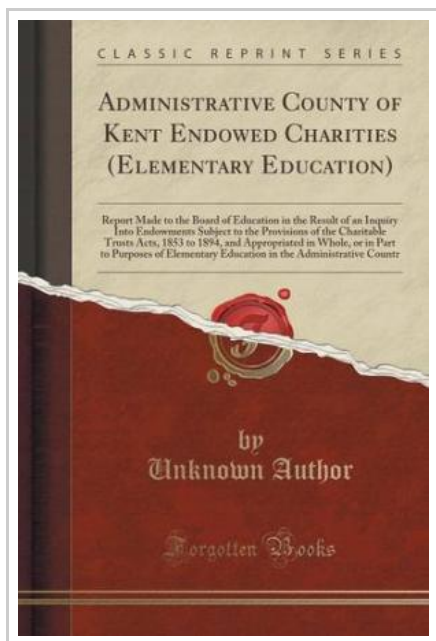 CLASSIC REPRINT SERIES
ADMINISTRATIVE COUNTY OF
KENT ENDOWED CHARITIES
(ELEMENTARY EDUCATION)
Report Made to the Board of Education in the Result of an Inquiry
Into Endowments Subject to the Provisions of the Charitable
Trusts Acts, 1853 to 1894, and Appropriated in Whole, or in Part
to Purposes of Elementary Education in the Administrative Countr
F
by
Unknown Author
Forgotten Books